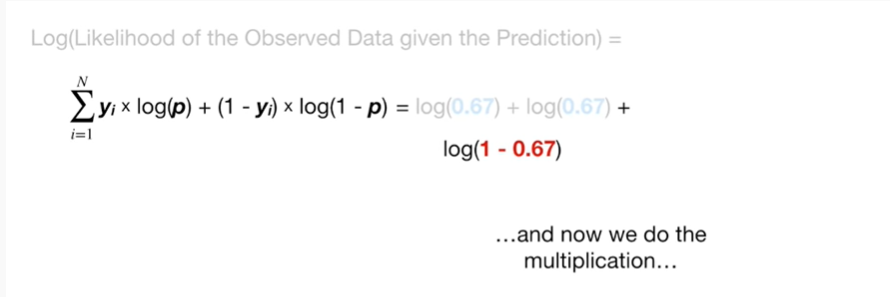 Log(Likelihood of the Observed Data given the Prediction) =
N
∑ yᵢ × log(p) + (1 - yᵢ) × log(1 - p) = log(0.67) + log(0.67) +
i=1
log(1 - 0.67)
...and now we do the
multiplication...